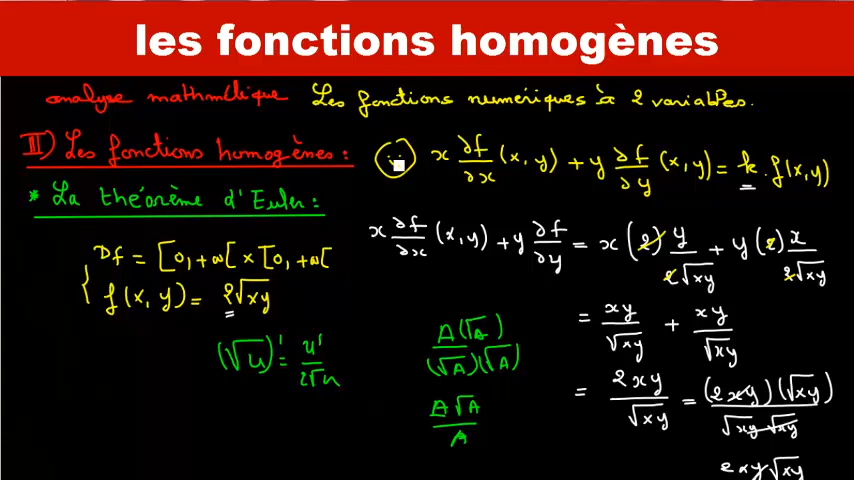 les fonctions homogènes
analyse mathmétique Les fonctions numériques à 2 variables.
II) Les fonctions homogènes :
* La théorème d'Euler :
Df = [0, +∞[ × [0, +∞[
f(x, y) = 2√xy
(√u)' = u'/2√u
x ∂f/∂x (x, y) + y ∂f/∂y (x, y) = k . f(x, y)
x ∂f/∂x (x, y) + y ∂f/∂y = x (2) y/2√xy + y (2) x/2√xy
= xy/√xy + xy/√xy
= 2xy/√xy = (2xy)(√xy)/√xy √xy
2xy√xy
A(√A)/(√A)(√A)
A√A/A